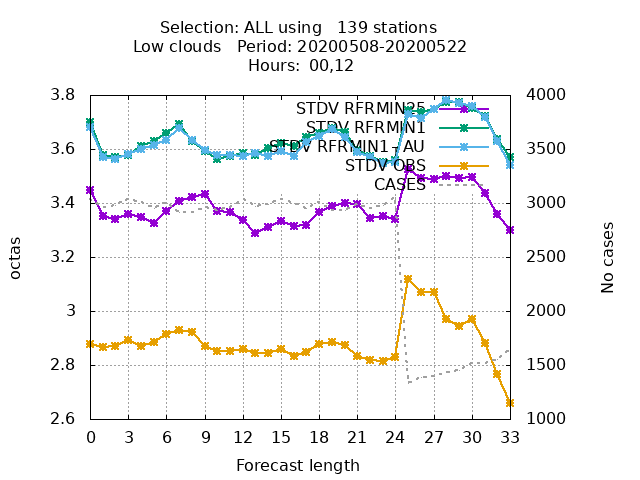 Selection: ALL using   139 stations
Low clouds   Period: 20200508-20200522
Hours:  00,12
3.8
3.6
3.4
3.2
3
2.8
2.6
4000
3500
3000
2500
2000
1500
1000
octas
No cases
STDV RFRMIN25
STDV RFRMIN1
STDV RFRMIN1_AU
STDV OBS
CASES
0 3 6 9 12 15 18 21 24 27 30 33
Forecast length